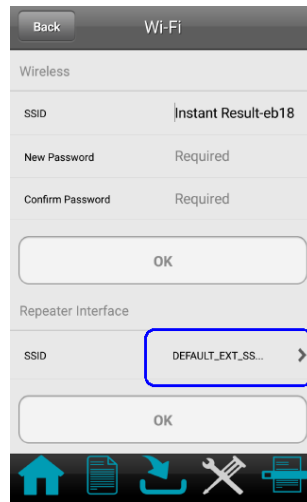 Back Wi-Fi
Wireless
SSID Instant Result-eb18
New Password Required
Confirm Password Required
OK
Repeater Interface
SSID DEFAULT_EXT_SS...
OK